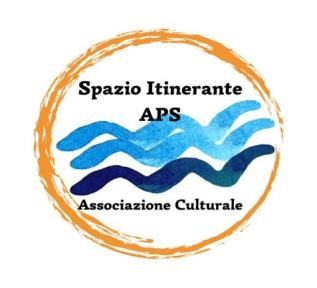 Spazio Itinerante
APS
Associazione Culturale